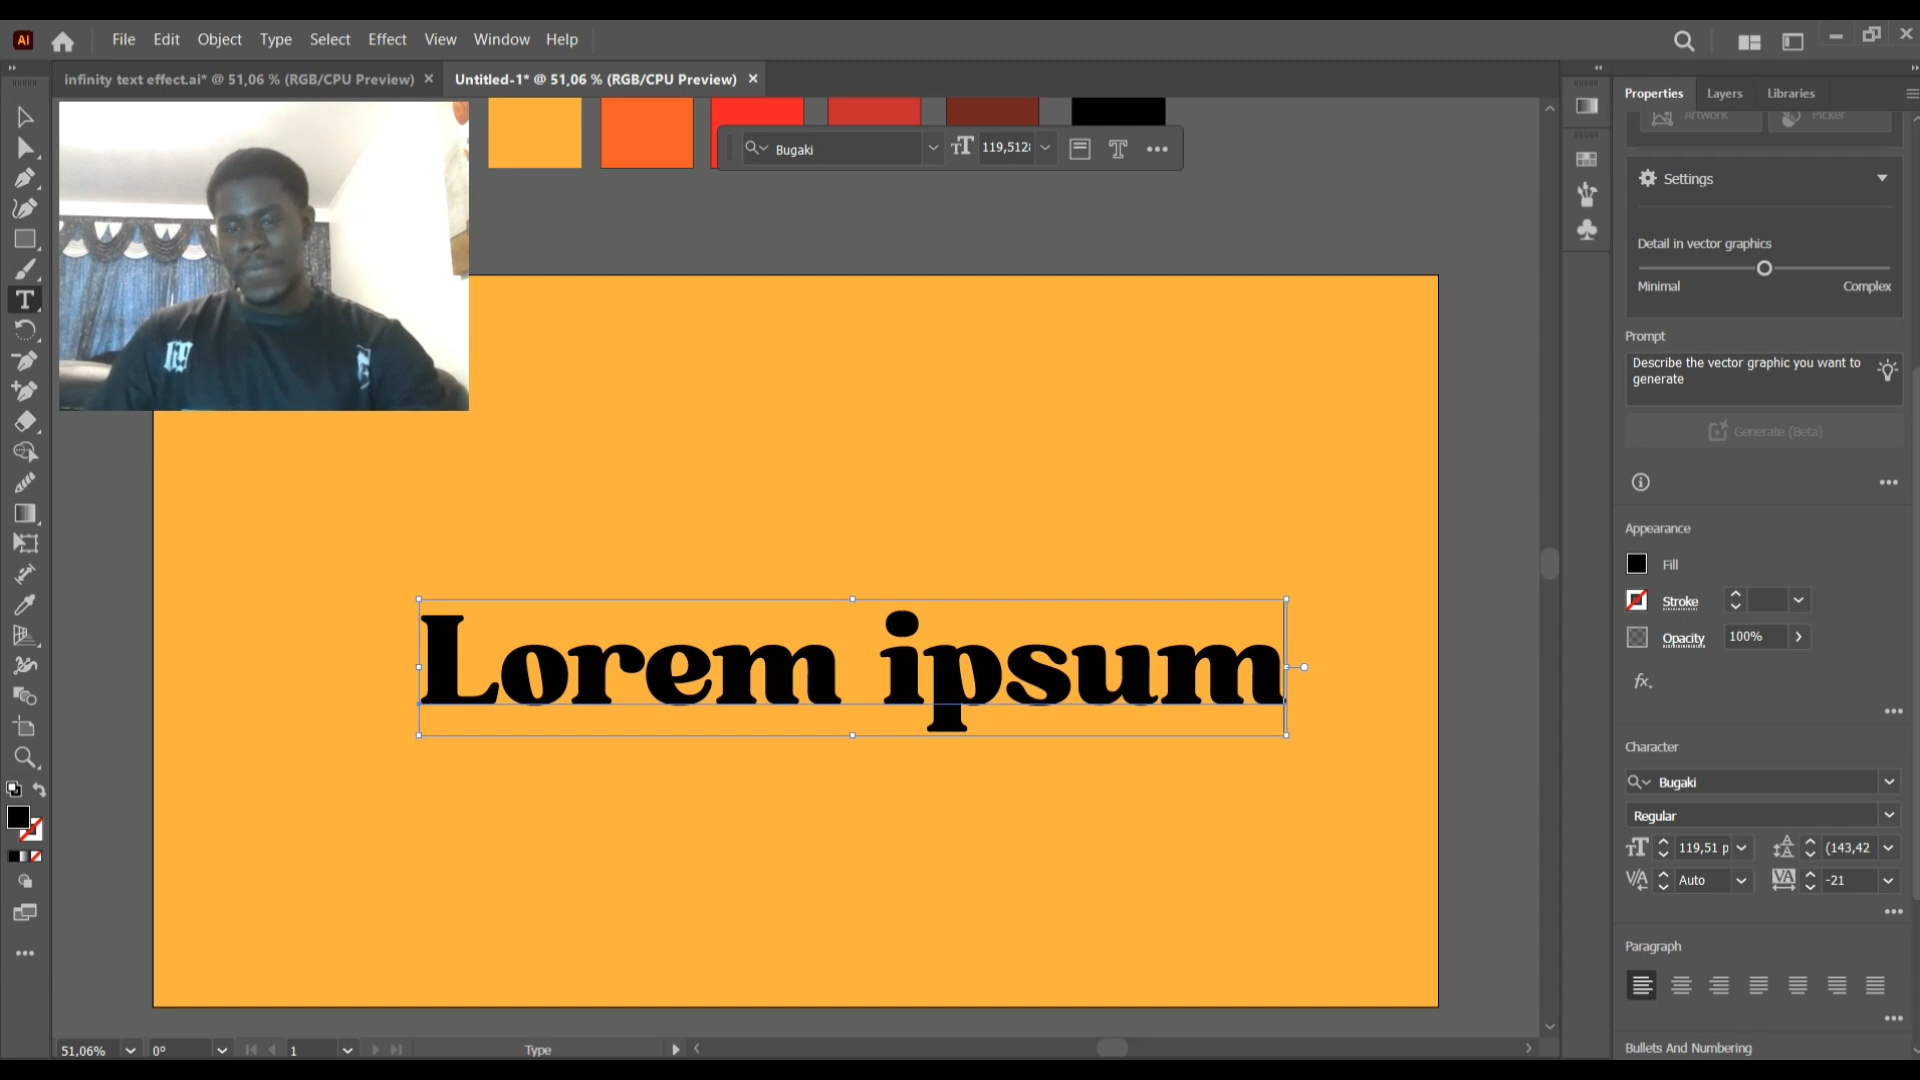 Ai File Edit Object Type Select Effect View Window Help
infinity text effect.ai* @ 51,06 % (RGB/CPU Preview) Untitled-1* @ 51,06 % (RGB/CPU Preview)
Bugaki 119,512
Lorem ipsum
51,06% 0° 1 Type
Properties Layers Libraries
Artwork Picker
Settings
Detail in vector graphics
Minimal Complex
Prompt
Describe the vector graphic you want to
generate
Generate (Beta)
Appearance
Fill
Stroke
Opacity 100%
fx.
Character
Bugaki
Regular
119,51 p (143,42
Auto -21
Paragraph
Bullets And Numbering